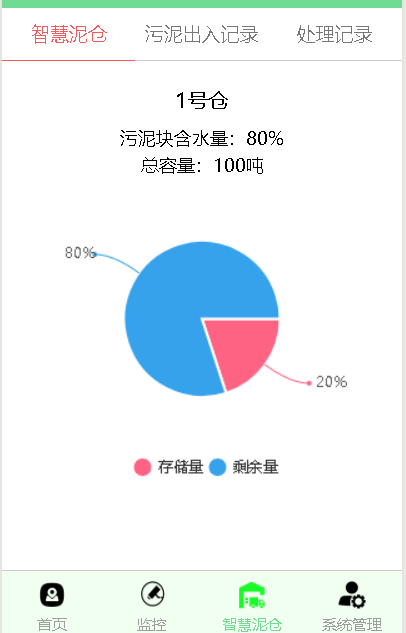 智慧泥仓 污泥出入记录 处理记录
1号仓
污泥块含水量：80%
总容量：100吨
80%
20%
存储量 剩余量
首页 监控 智慧泥仓 系统管理